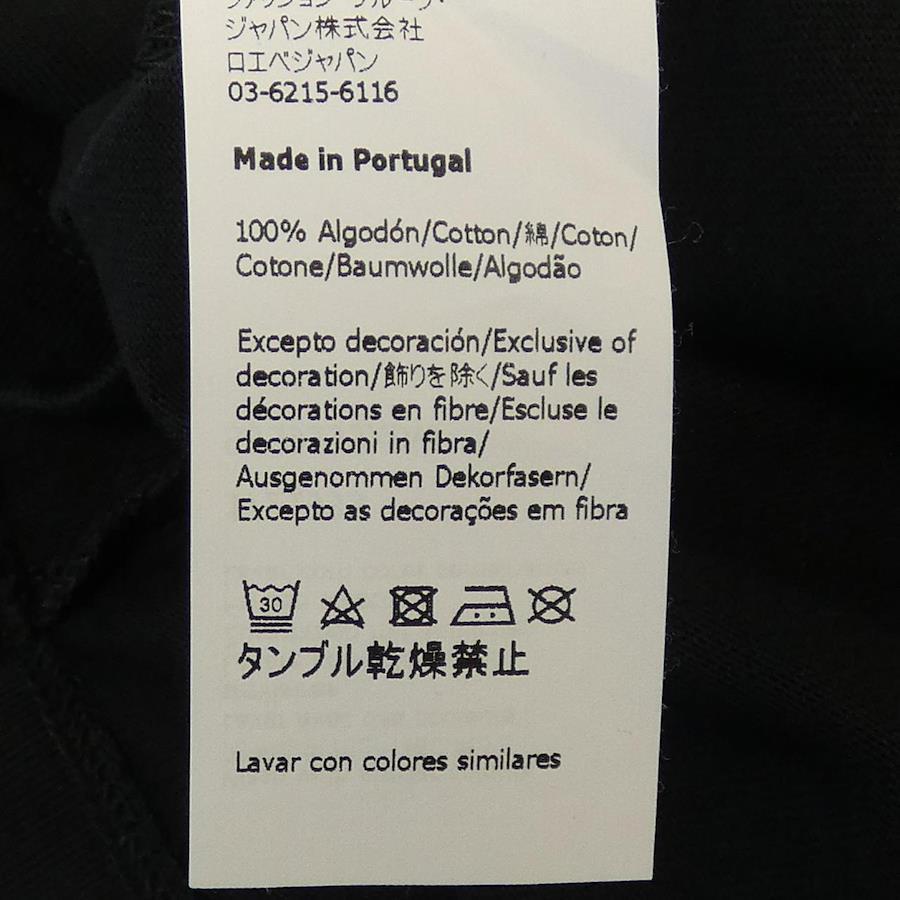 ジャパン株式会社
ロエベジャパン
03-6215-6116
Made in Portugal
100% Algodón/Cotton/綿/Coton/
Cotone/Baumwolle/Algodão
Excepto decoración/Exclusive of
decoration/飾りを除く/Sauf les
décorations en fibre/Escluse le
decorazioni in fibra/
Ausgenommen Dekorfasern/
Excepto as decorações em fibra
30
タンブル乾燥禁止
Lavar con colores similares